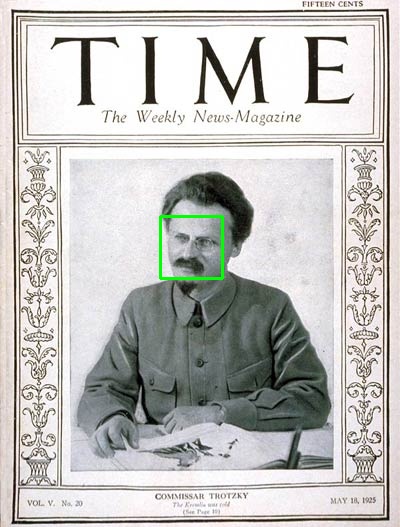 FIFTEEN CENTS
TIME
The Weekly News-Magazine
VOL. V. No. 20
COMMISSAR TROTZKY
The Kremlin was cold
(See Page 10)
MAY 18, 1925